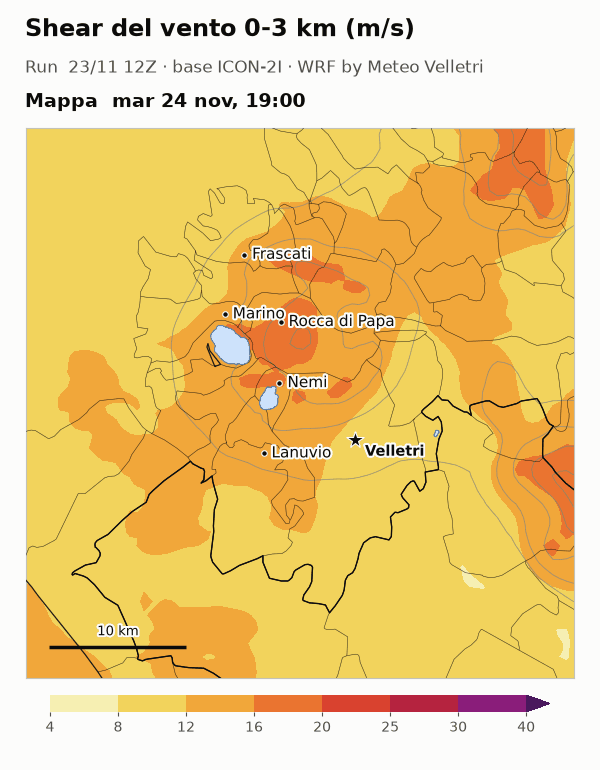 Shear del vento 0-3 km (m/s)
Run  23/11 12Z · base ICON-2I · WRF by Meteo Velletri
Mappa  mar 24 nov, 19:00
Frascati
Marino
Rocca di Papa
Nemi
Velletri
Lanuvio
10 km
4 8 12 16 20 25 30 40